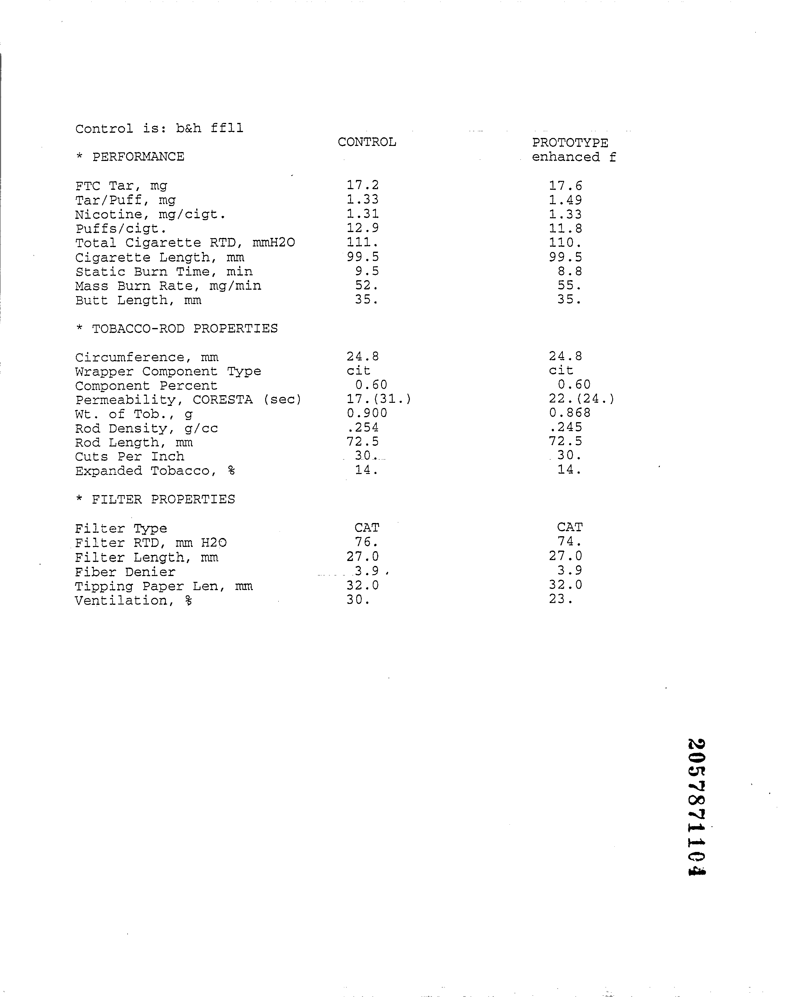 Control is: b&h ffll
CONTROL PROTOTYPE
* PERFORMANCE enhanced f
FTC Tar, mg 17.2 17.6
Tar/Puff, mg 1.33 1.49
Nicotine, mg/cigt. 1.31 1.33
Puffs/cigt. 12.9 11.8
Total Cigarette RTD, mmH2O 111. 110.
Cigarette Length, mm 99.5 99.5
Static Burn Time, min 9.5 8.8
Mass Burn Rate, mg/min 52. 55.
Butt Length, mm 35. 35.
* TOBACCO-ROD PROPERTIES
Circumference, mm 24.8 24.8
Wrapper Component Type cit cit
Component Percent 0.60 0.60
Permeability, CORESTA (sec) 17.(31.) 22.(24.)
Wt. of Tob., g 0.900 0.868
Rod Density, g/cc .254 .245
Rod Length, mm 72.5 72.5
Cuts Per Inch 30. 30.
Expanded Tobacco, % 14. 14.
* FILTER PROPERTIES
Filter Type CAT CAT
Filter RTD, mm H2O 76. 74.
Filter Length, mm 27.0 27.0
Fiber Denier 3.9 3.9
Tipping Paper Len, mm 32.0 32.0
Ventilation, % 30. 23.
2057871104